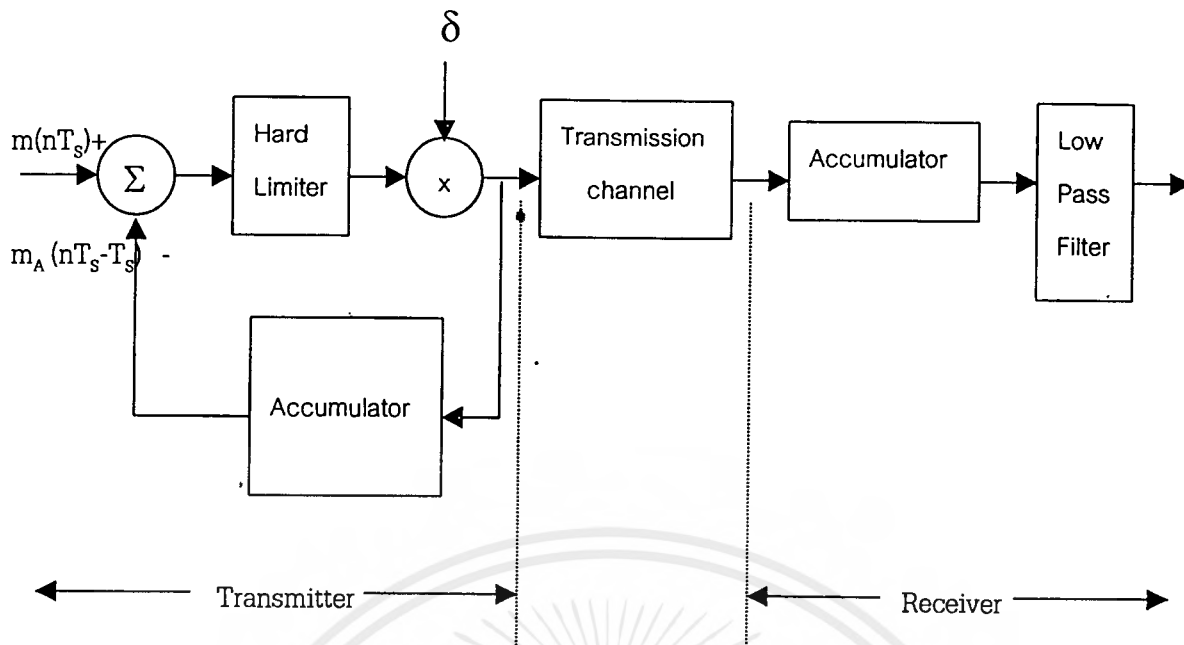 δ
m(nT_S)+
Σ
Hard
Limiter
x
Transmission
channel
Accumulator
Low
Pass
Filter
m_A (nT_S-T_S) -
Accumulator
Transmitter
Receiver